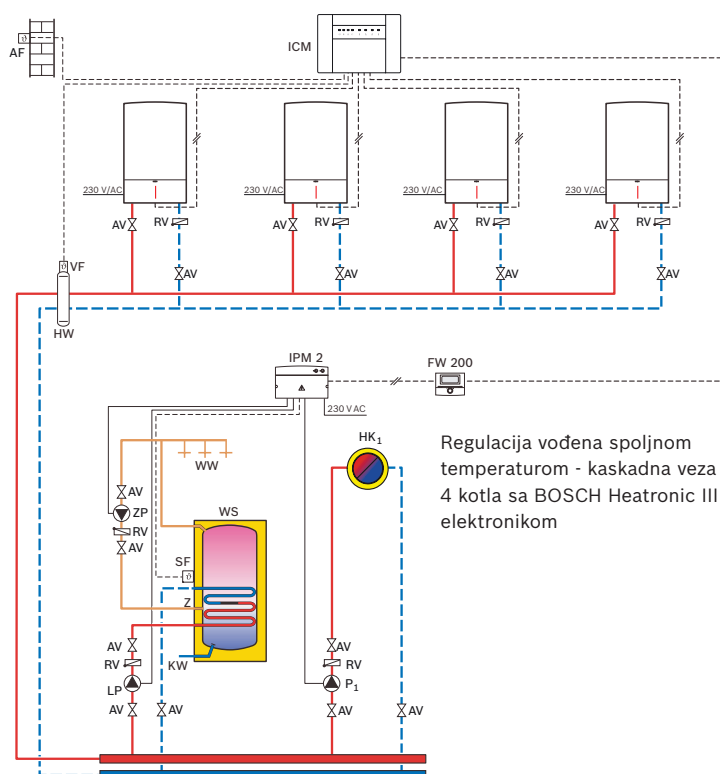 AF
ICM
230 V/AC
230 V/AC
230 V/AC
230 V/AC
AV
RV
AV
RV
AV
RV
AV
RV
VF
AV
AV
AV
AV
HW
IPM 2
FW 200
230 V AC
HK1
WW
Regulacija vođena spoljnom
temperaturom - kaskadna veza
4 kotla sa BOSCH Heatronic III
elektronikom
AV
ZP
RV
AV
WS
SF
Z
KW
AV
RV
LP
AV
AV
AV
RV
P1
AV
AV